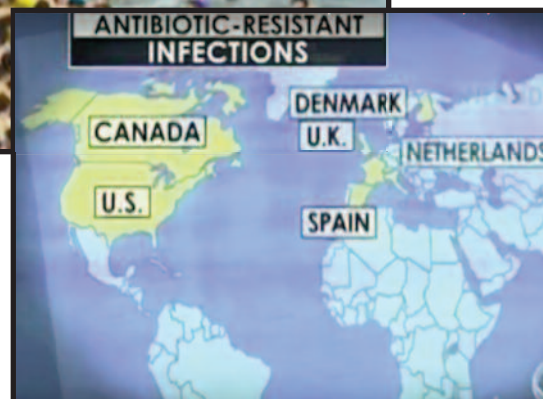 ANTIBIOTIC-RESISTANT
INFECTIONS
DENMARK
CANADA
U.K.
NETHERLANDS
U.S.
SPAIN